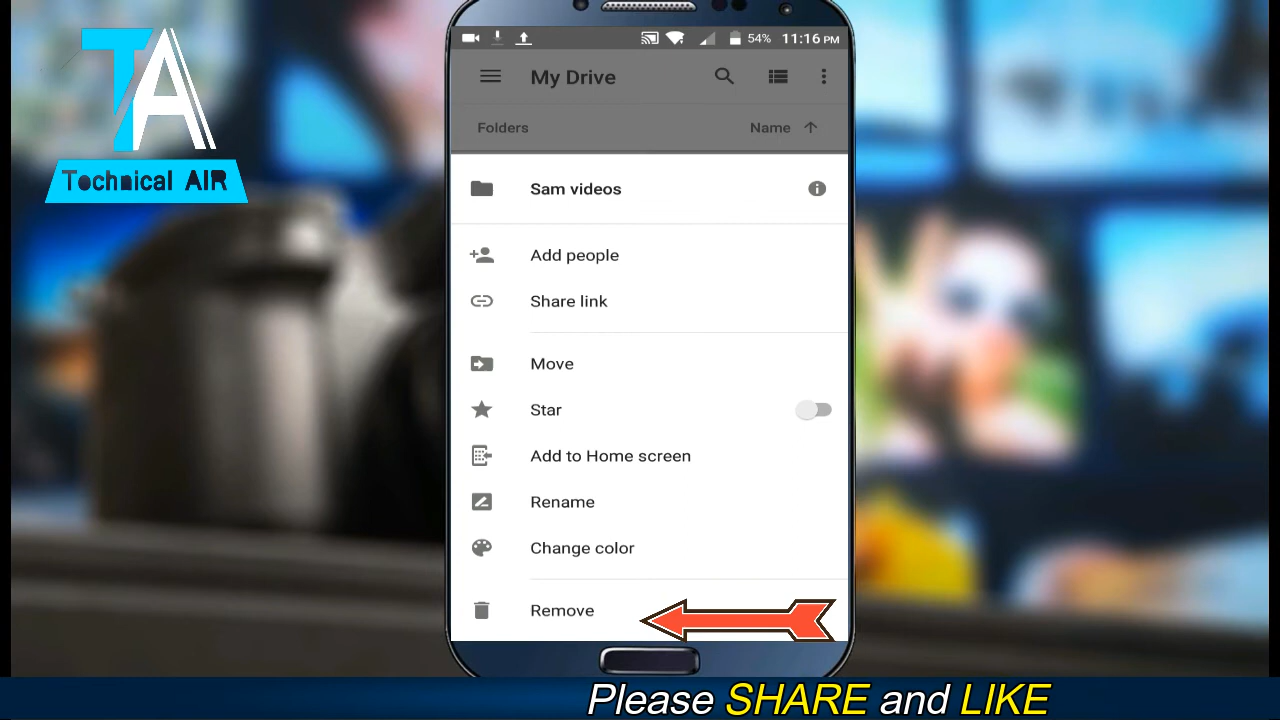 TA
Technical AIR
54% 11:16 PM
My Drive
Folders Name
Sam videos
Add people
Share link
Move
Star
Add to Home screen
Rename
Change color
Remove
Please SHARE and LIKE